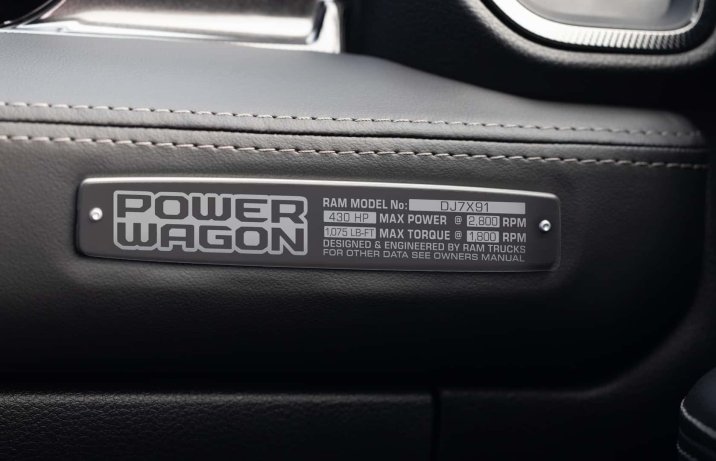 POWER
WAGON
RAM MODEL No: DJ7X91
430 HP MAX POWER @ 2,800 RPM
1,075 LB-FT MAX TORQUE @ 1,800 RPM
DESIGNED & ENGINEERED BY RAM TRUCKS
FOR OTHER DATA SEE OWNERS MANUAL